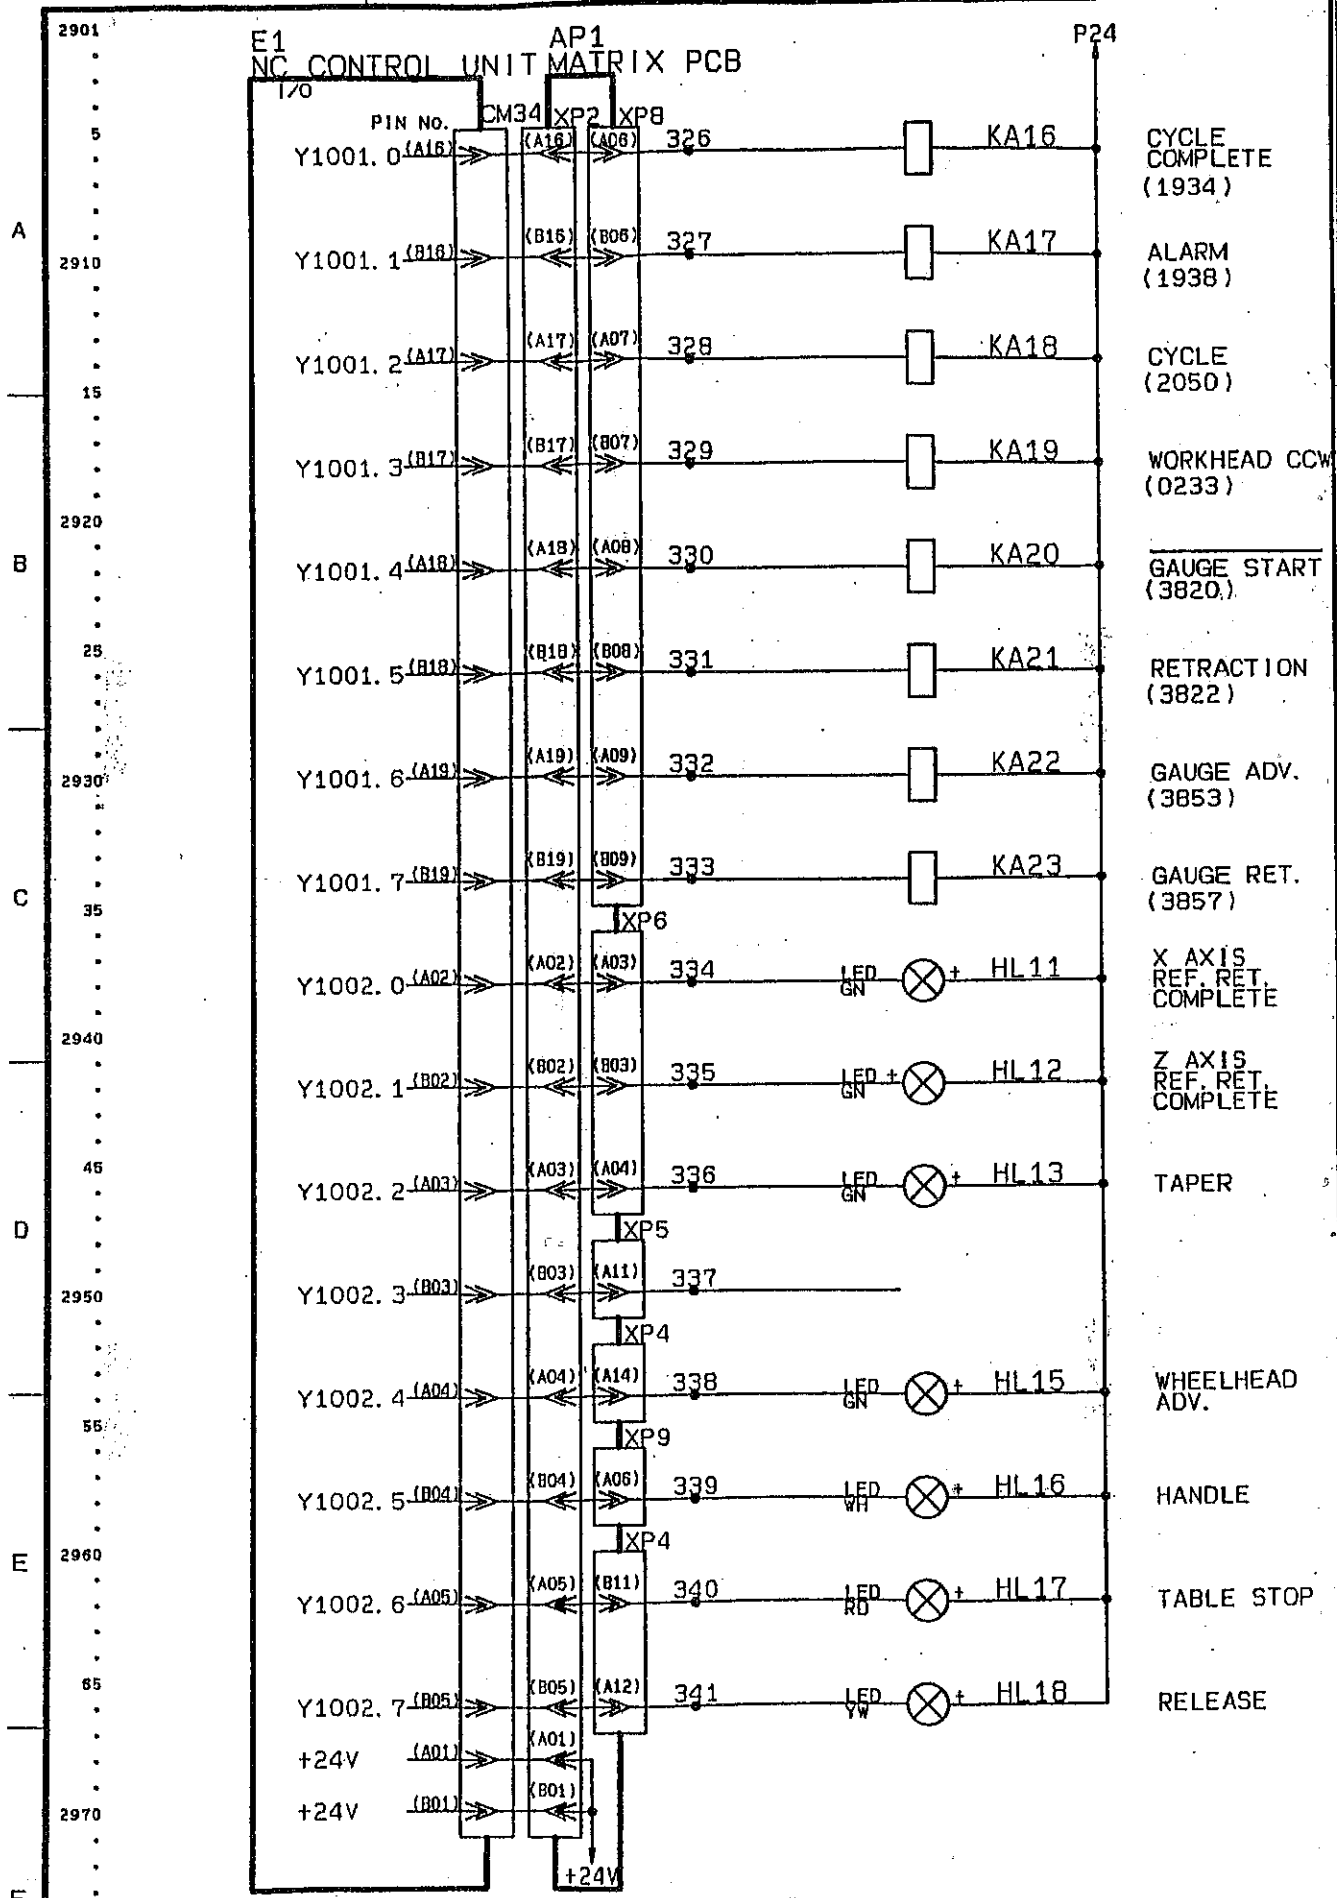 2901
E1
AP1
P24
NC CONTROL UNIT MATRIX PCB
I/O
PIN No. CM34 XP2 XP8
5
Y1001.0 (A16) (A16) (A06) 326 KA16 CYCLE
COMPLETE
(1934)
A
2910
Y1001.1 (B16) (B16) (B06) 327 KA17 ALARM
(1938)
Y1001.2 (A17) (A17) (A07) 328 KA18 CYCLE
(2050)
15
Y1001.3 (B17) (B17) (B07) 329 KA19 WORKHEAD CCW
(0233)
2920
B
Y1001.4 (A18) (A18) (A08) 330 KA20 GAUGE START
(3820)
25
Y1001.5 (B18) (B18) (B08) 331 KA21 RETRACTION
(3822)
2930
Y1001.6 (A19) (A19) (A09) 332 KA22 GAUGE ADV.
(3853)
C
Y1001.7 (B19) (B19) (B09) 333 KA23 GAUGE RET.
(3857)
35
XP6
Y1002.0 (A02) (A02) (A03) 334 LED GN + HL11 X AXIS
REF. RET.
COMPLETE
2940
Y1002.1 (B02) (B02) (B03) 335 LED GN + HL12 Z AXIS
REF. RET.
COMPLETE
45
Y1002.2 (A03) (A03) (A04) 336 LED GN + HL13 TAPER
D
XP5
2950
Y1002.3 (B03) (B03) (A11) 337
XP4
Y1002.4 (A04) (A04) (A14) 338 LED GN + HL15 WHEELHEAD
ADV.
55
XP9
Y1002.5 (B04) (B04) (A06) 339 LED WH + HL16 HANDLE
XP4
E
2960
Y1002.6 (A05) (A05) (B11) 340 LED RD + HL17 TABLE STOP
65
Y1002.7 (B05) (B05) (A12) 341 LED YW + HL18 RELEASE
+24V (A01) (A01)
+24V (B01) (B01)
2970
+24V